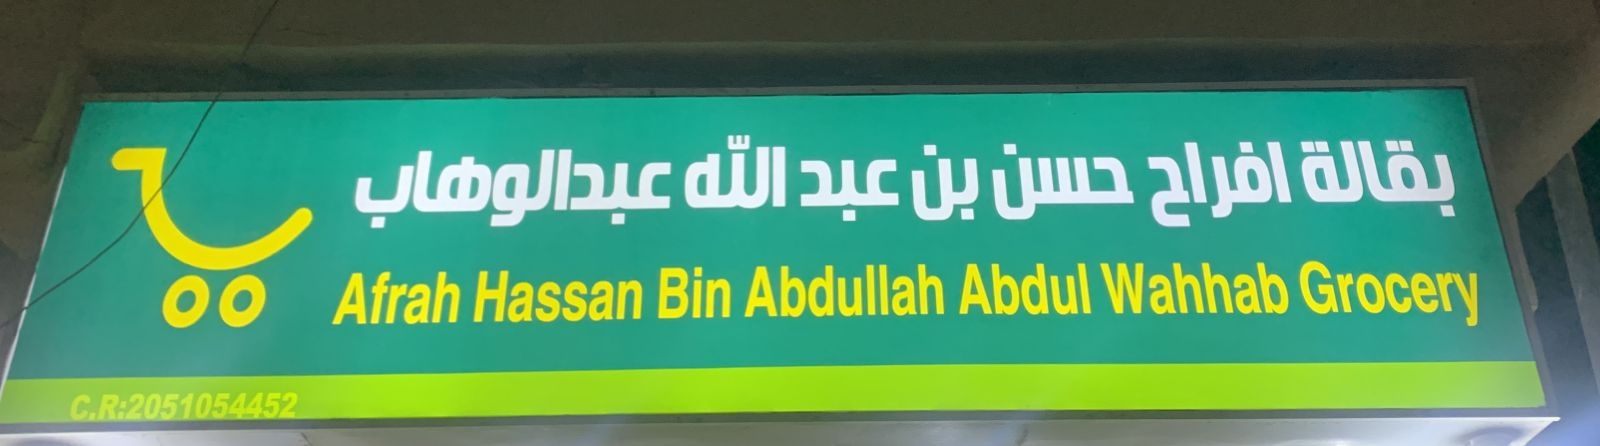 بقالة افراح حسن بن عبد الله عبدالوهاب
Afrah Hassan Bin Abdullah Abdul Wahhab Grocery
C.R:2051054452